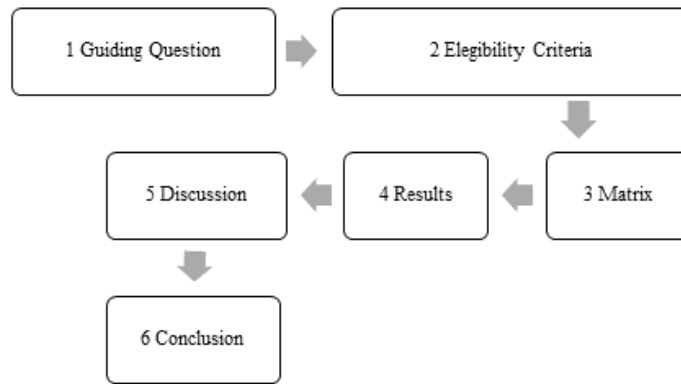 1 Guiding Question
2 Elegibility Criteria
3 Matrix
4 Results
5 Discussion
6 Conclusion